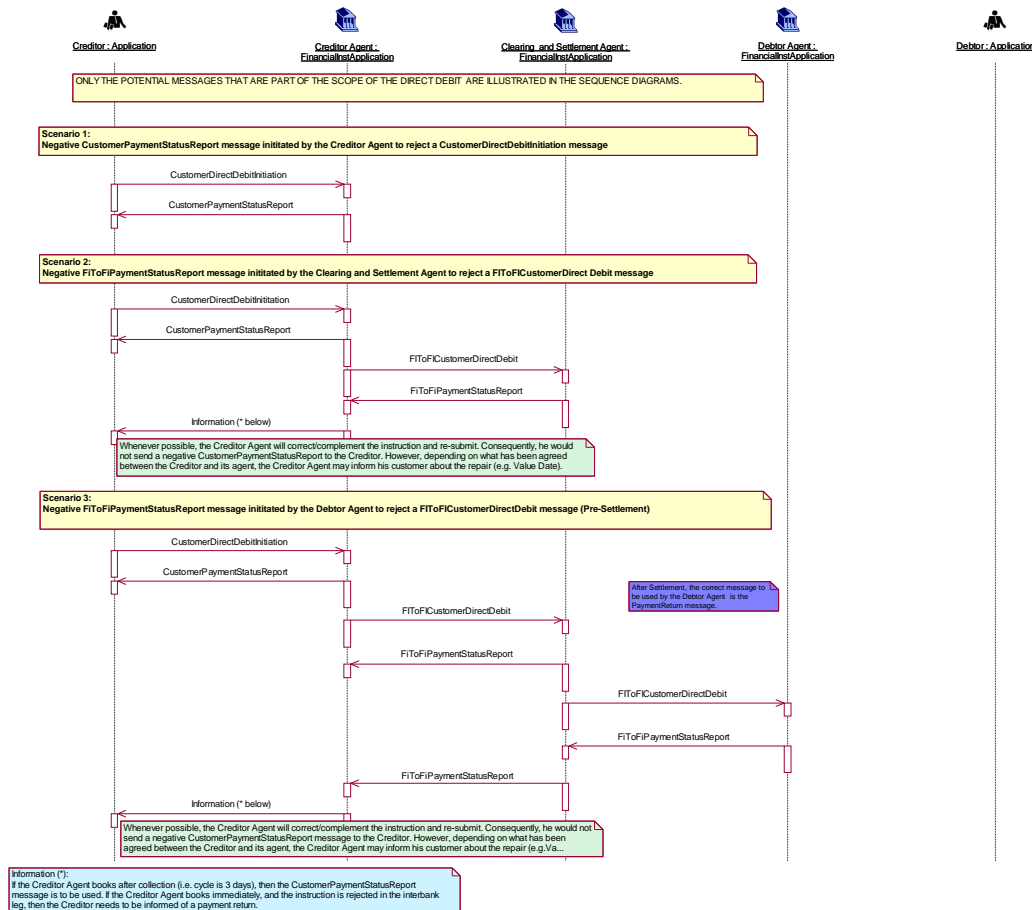 Creditor : Application
Creditor Agent :
FinancialInstApplication
Clearing and Settlement Agent :
FinancialInstApplication
Debtor Agent :
FinancialInstApplication
Debtor : Application
ONLY THE POTENTIAL MESSAGES THAT ARE PART OF THE SCOPE OF THE DIRECT DEBIT ARE ILLUSTRATED IN THE SEQUENCE DIAGRAMS.
Scenario 1:
Negative CustomerPaymentStatusReport message inititated by the Creditor Agent to reject a CustomerDirectDebitInitiation message
CustomerDirectDebitInitiation
CustomerPaymentStatusReport
Scenario 2:
Negative FiToFiPaymentStatusReport message inititated by the Clearing and Settlement Agent to reject a FIToFICustomerDirect Debit message
CustomerDirectDebitInititation
CustomerPaymentStatusReport
FIToFICustomerDirectDebit
FiToFiPaymentStatusReport
Information (* below)
Whenever possible, the Creditor Agent will correct/complement the instruction and re-submit. Consequently, he would
not send a negative CustomerPaymentStatusReport to the Creditor. However, depending on what has been agreed
between the Creditor and its agent, the Creditor Agent may inform his customer about the repair (e.g. Value Date).
Scenario 3:
Negative FiToFiPaymentStatusReport message inititated by the Debtor Agent to reject a FIToFICustomerDirectDebit message (Pre-Settlement)
CustomerDirectDebitInitiation
CustomerPaymentStatusReport
After Settlement, the correct message to
be used by the Debtor Agent is the
PaymentReturn message.
FIToFICustomerDirectDebit
FiToFiPaymentStatusReport
FIToFICustomerDirectDebit
FiToFiPaymentStatusReport
FiToFiPaymentStatusReport
Information (* below)
Whenever possible, the Creditor Agent will correct/complement the instruction and re-submit. Consequently, he would not
send a negative CustomerPaymentStatusReport message to the Creditor. However, depending on what has been
agreed between the Creditor and its agent, the Creditor Agent may inform his customer about the repair (e.g.Va...
Information (*):
If the Creditor Agent books after collection (i.e. cycle is 3 days), then the CustomerPaymentStatusReport
message is to be used. If the Creditor Agent books immediately, and the instruction is rejected in the interbank
leg, then the Creditor needs to be informed of a payment return.